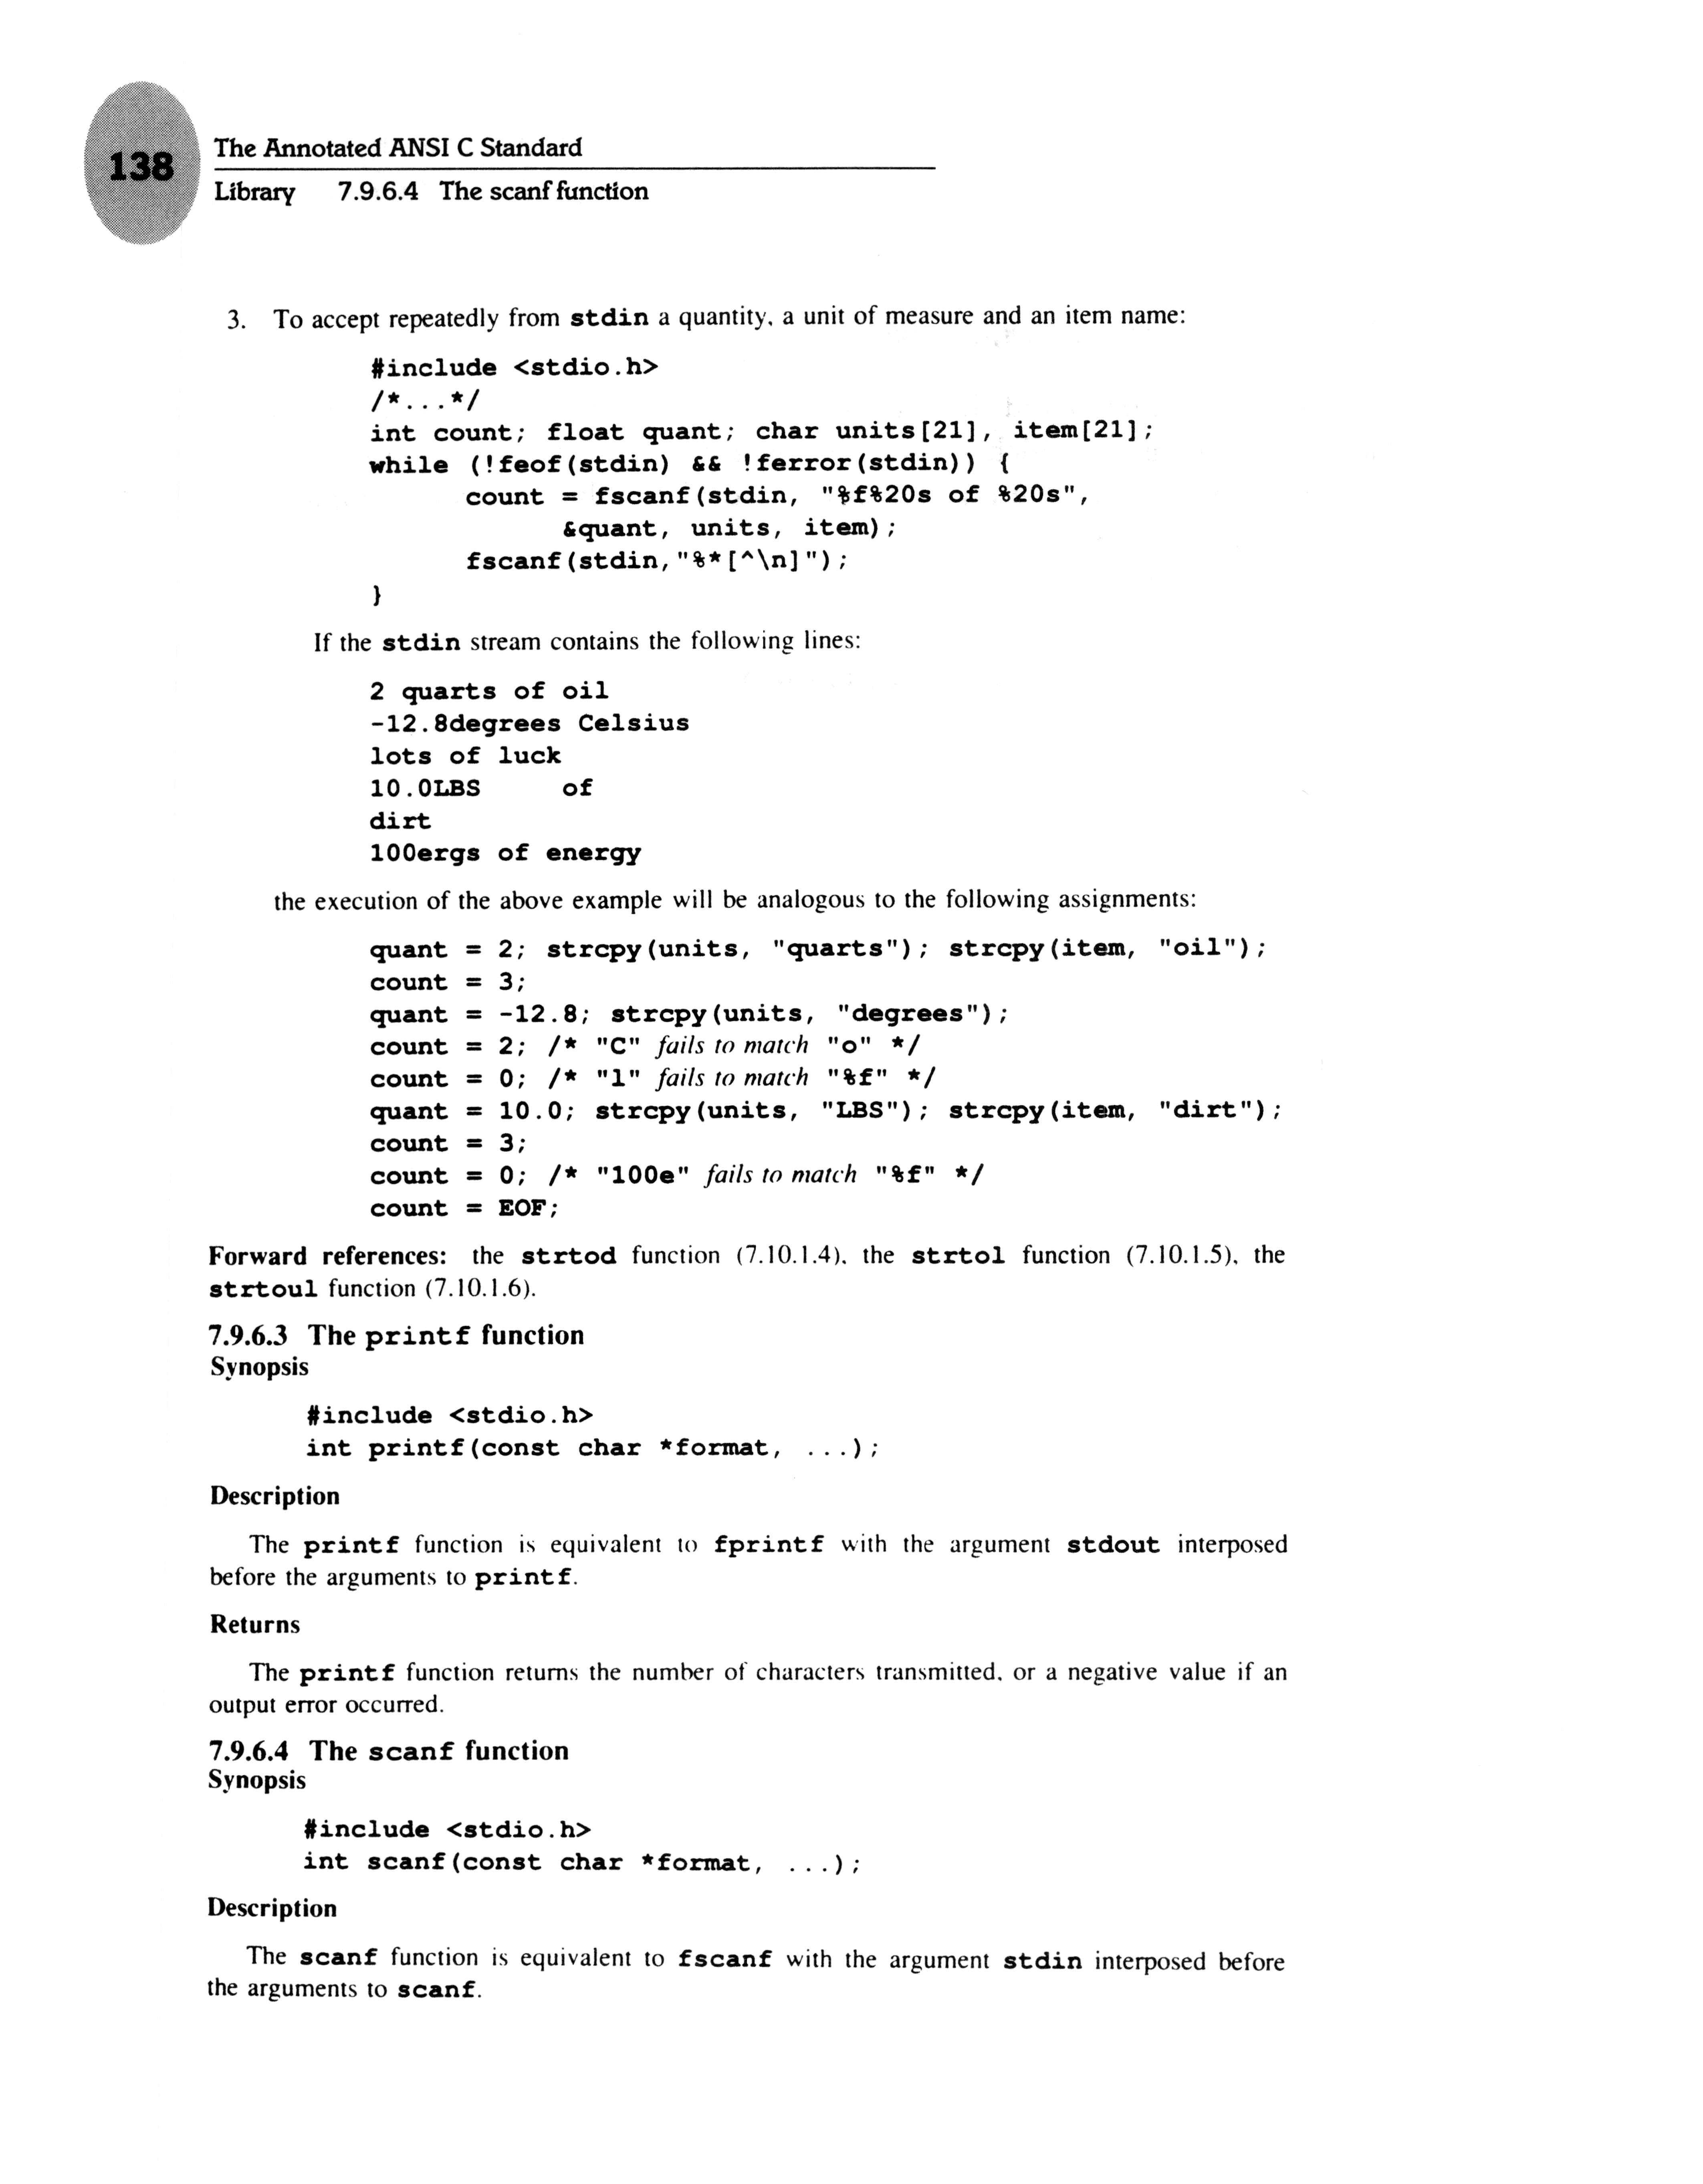 138
The Annotated ANSI C Standard
Library 7.9.6.4 The scanf function
3. To accept repeatedly from stdin a quantity, a unit of measure and an item name:
#include <stdio.h>
/*...*/
int count; float quant; char units[21], item[21];
while (!feof(stdin) && !ferror(stdin)) {
count = fscanf(stdin, "%f%20s of %20s",
&quant, units, item);
fscanf(stdin,"%*[^\n]");
}
If the stdin stream contains the following lines:
2 quarts of oil
-12.8degrees Celsius
lots of luck
10.0LBS     of
dirt
100ergs of energy
the execution of the above example will be analogous to the following assignments:
quant = 2; strcpy(units, "quarts"); strcpy(item, "oil");
count = 3;
quant = -12.8; strcpy(units, "degrees");
count = 2; /* "C" fails to match "o" */
count = 0; /* "l" fails to match "%f" */
quant = 10.0; strcpy(units, "LBS"); strcpy(item, "dirt");
count = 3;
count = 0; /* "100e" fails to match "%f" */
count = EOF;
Forward references: the strtod function (7.10.1.4), the strtol function (7.10.1.5), the
strtoul function (7.10.1.6).
7.9.6.3 The printf function
Synopsis
#include <stdio.h>
int printf(const char *format, ...);
Description
The printf function is equivalent to fprintf with the argument stdout interposed
before the arguments to printf.
Returns
The printf function returns the number of characters transmitted, or a negative value if an
output error occurred.
7.9.6.4 The scanf function
Synopsis
#include <stdio.h>
int scanf(const char *format, ...);
Description
The scanf function is equivalent to fscanf with the argument stdin interposed before
the arguments to scanf.